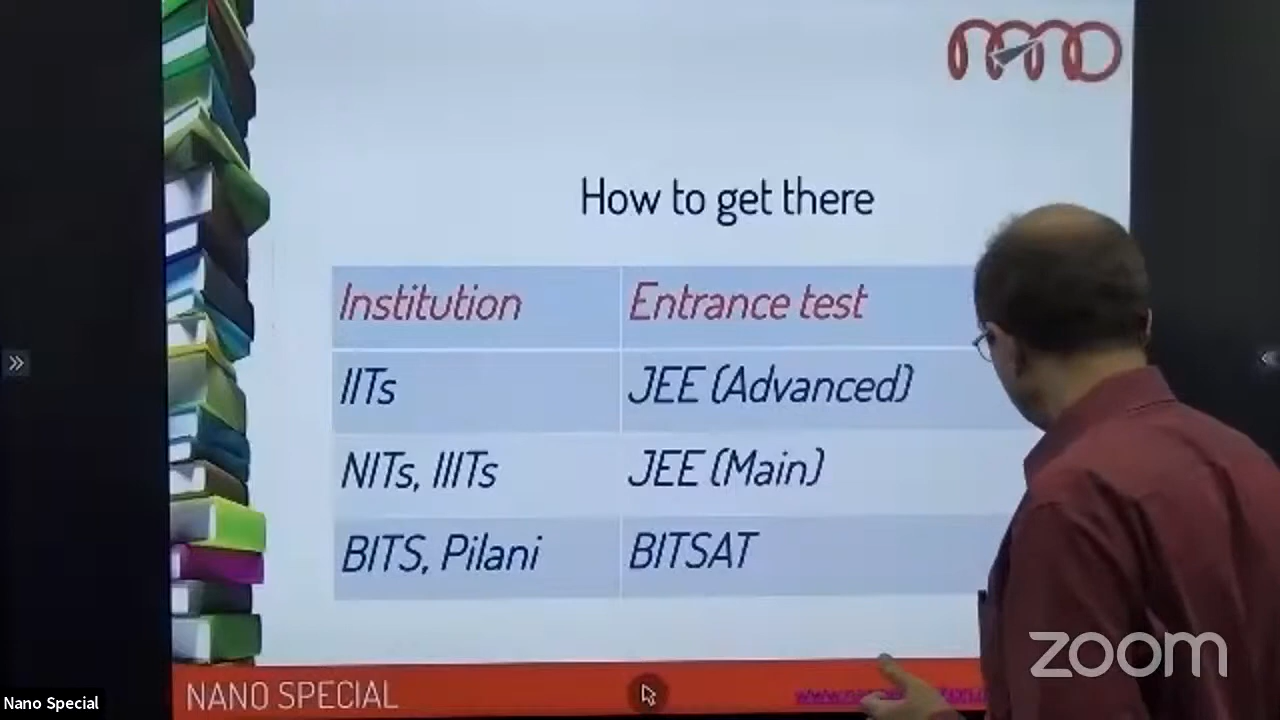 nano
How to get there
Institution Entrance test
IITs JEE (Advanced)
NITs, IIITs JEE (Main)
BITS, Pilani BITSAT
NANO SPECIAL
zoom
Nano Special